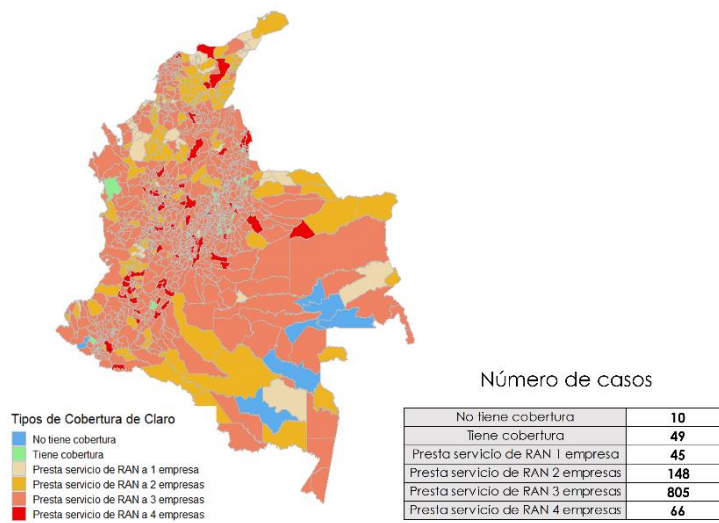 Tipos de Cobertura de Claro
No tiene cobertura
Tiene cobertura
Presta servicio de RAN a 1 empresa
Presta servicio de RAN a 2 empresas
Presta servicio de RAN a 3 empresas
Presta servicio de RAN a 4 empresas
Número de casos
No tiene cobertura 10
Tiene cobertura 49
Presta servicio de RAN 1 empresa 45
Presta servicio de RAN 2 empresas 148
Presta servicio de RAN 3 empresas 805
Presta servicio de RAN 4 empresas 66